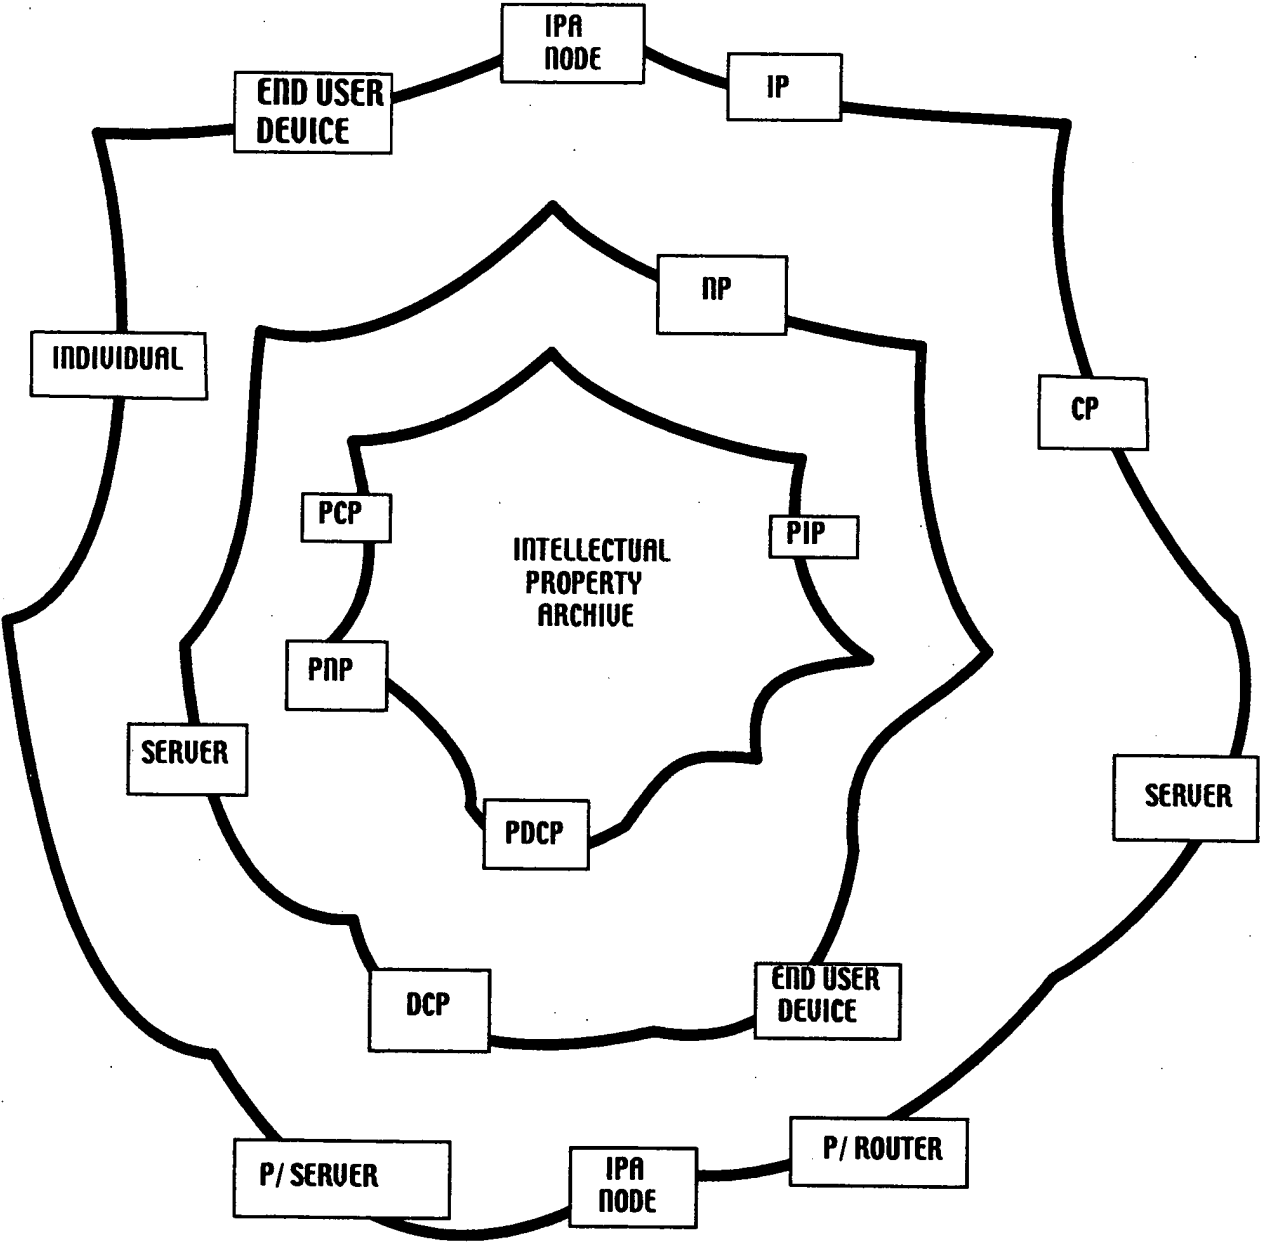 IPA
NODE
END USER
DEVICE
IP
NP
INDIVIDUAL
CP
PCP
PIP
INTELLECTUAL
PROPERTY
ARCHIVE
PNP
SERVER
SERVER
PDCP
DCP
END USER
DEVICE
P/ ROUTER
P/ SERVER
IPA
NODE